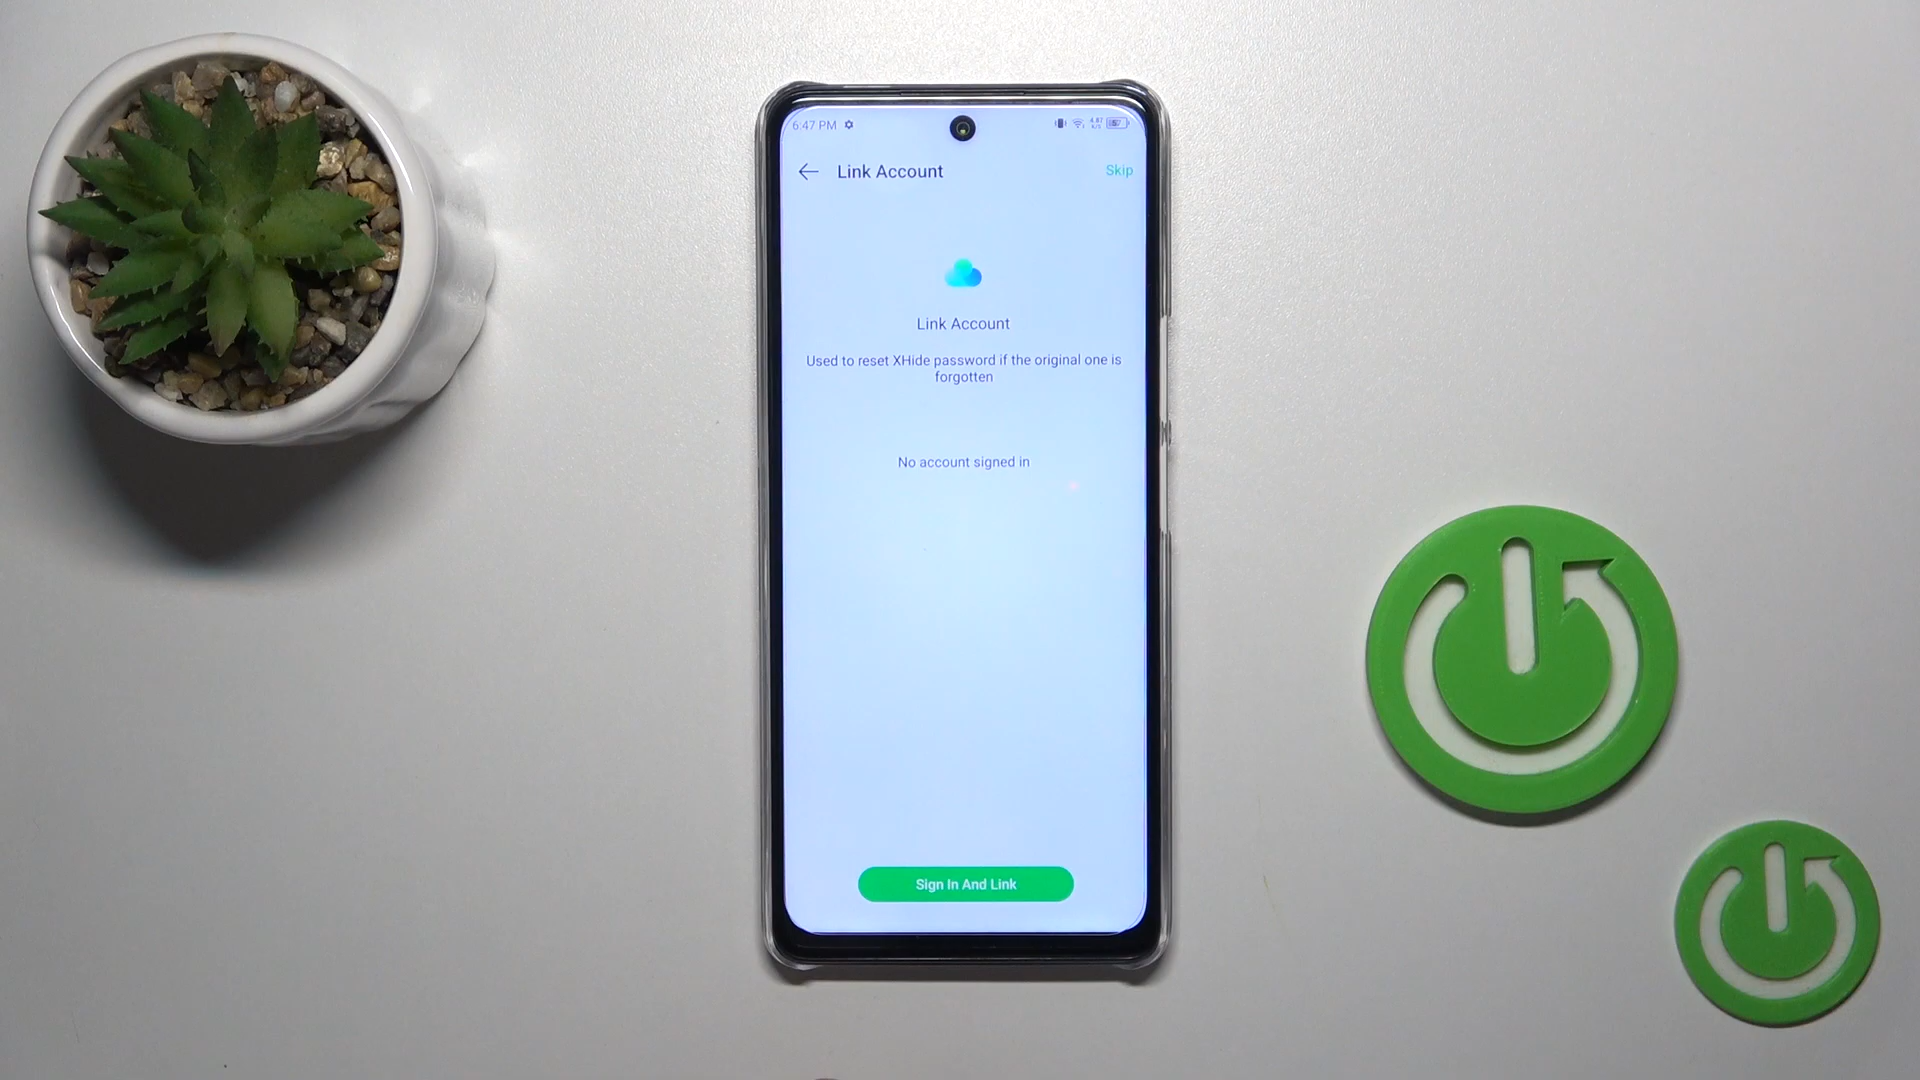 6:47 PM
Link Account
Skip
Link Account
Used to reset XHide password if the original one is
forgotten
No account signed in
Sign In And Link